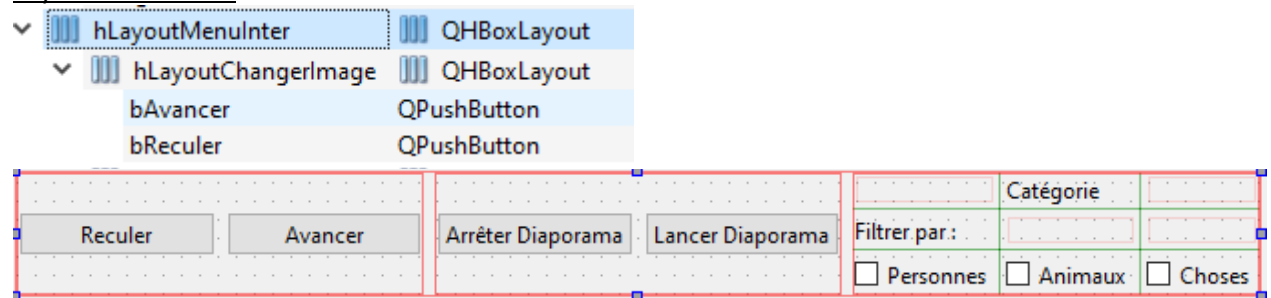 hLayoutMenuInter QHBoxLayout
hLayoutChangerImage QHBoxLayout
bAvancer QPushButton
bReculer QPushButton
Catégorie
Reculer Avancer Arrêter Diaporama Lancer Diaporama Filtrer par :
Personnes Animaux Choses